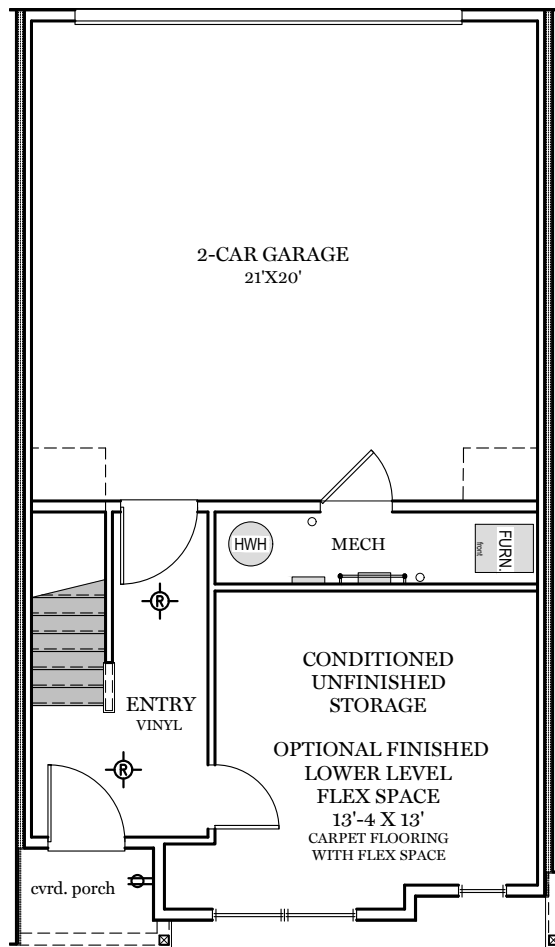 2-CAR GARAGE
21'X20'
HWH
MECH
FURN.
front
R
CONDITIONED
UNFINISHED
STORAGE
ENTRY
VINYL
OPTIONAL FINISHED
LOWER LEVEL
FLEX SPACE
13'-4 X 13'
CARPET FLOORING
WITH FLEX SPACE
R
cvrd. porch